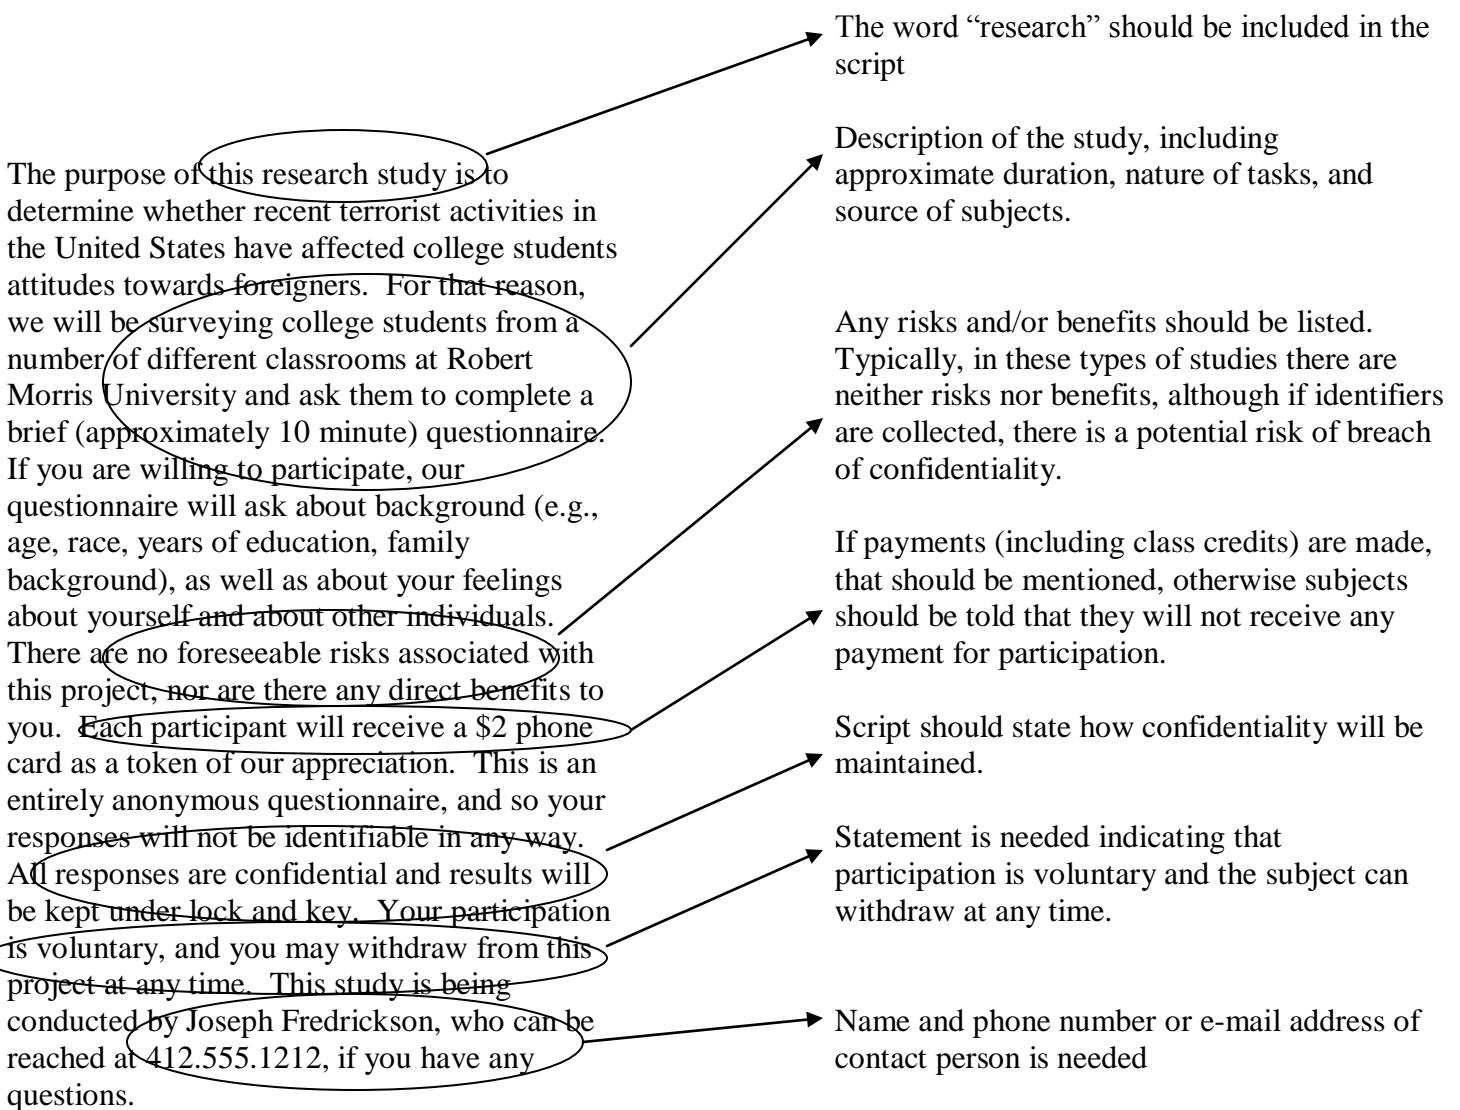 The purpose of this research study is to
determine whether recent terrorist activities in
the United States have affected college students
attitudes towards foreigners.  For that reason,
we will be surveying college students from a
number of different classrooms at Robert
Morris University and ask them to complete a
brief (approximately 10 minute) questionnaire.
If you are willing to participate, our
questionnaire will ask about background (e.g.,
age, race, years of education, family
background), as well as about your feelings
about yourself and about other individuals.
There are no foreseeable risks associated with
this project, nor are there any direct benefits to
you.  Each participant will receive a $2 phone
card as a token of our appreciation.  This is an
entirely anonymous questionnaire, and so your
responses will not be identifiable in any way.
All responses are confidential and results will
be kept under lock and key.  Your participation
is voluntary, and you may withdraw from this
project at any time.  This study is being
conducted by Joseph Fredrickson, who can be
reached at 412.555.1212, if you have any
questions.
The word “research” should be included in the
script
Description of the study, including
approximate duration, nature of tasks, and
source of subjects.
Any risks and/or benefits should be listed.
Typically, in these types of studies there are
neither risks nor benefits, although if identifiers
are collected, there is a potential risk of breach
of confidentiality.
If payments (including class credits) are made,
that should be mentioned, otherwise subjects
should be told that they will not receive any
payment for participation.
Script should state how confidentiality will be
maintained.
Statement is needed indicating that
participation is voluntary and the subject can
withdraw at any time.
Name and phone number or e-mail address of
contact person is needed